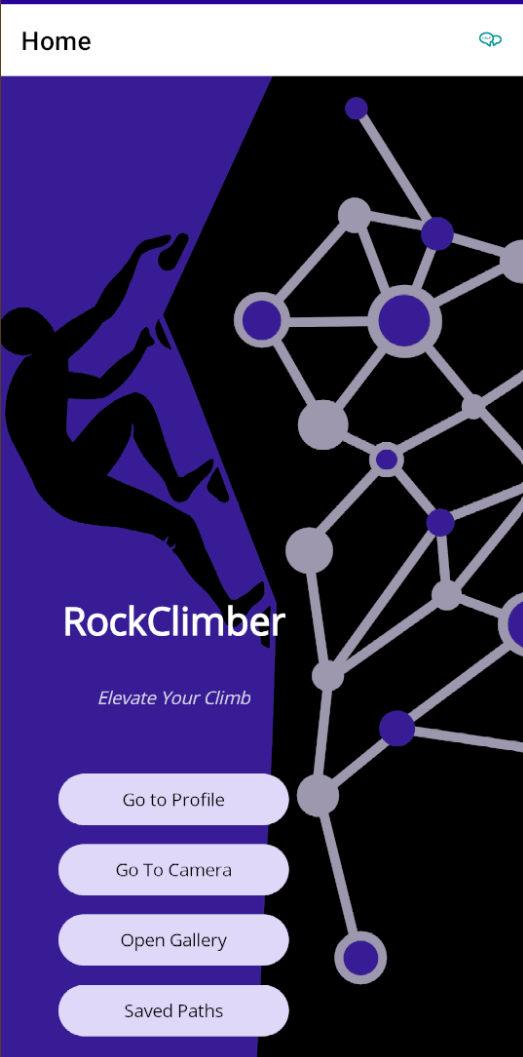 Home
RockClimber
Elevate Your Climb
Go to Profile
Go To Camera
Open Gallery
Saved Paths